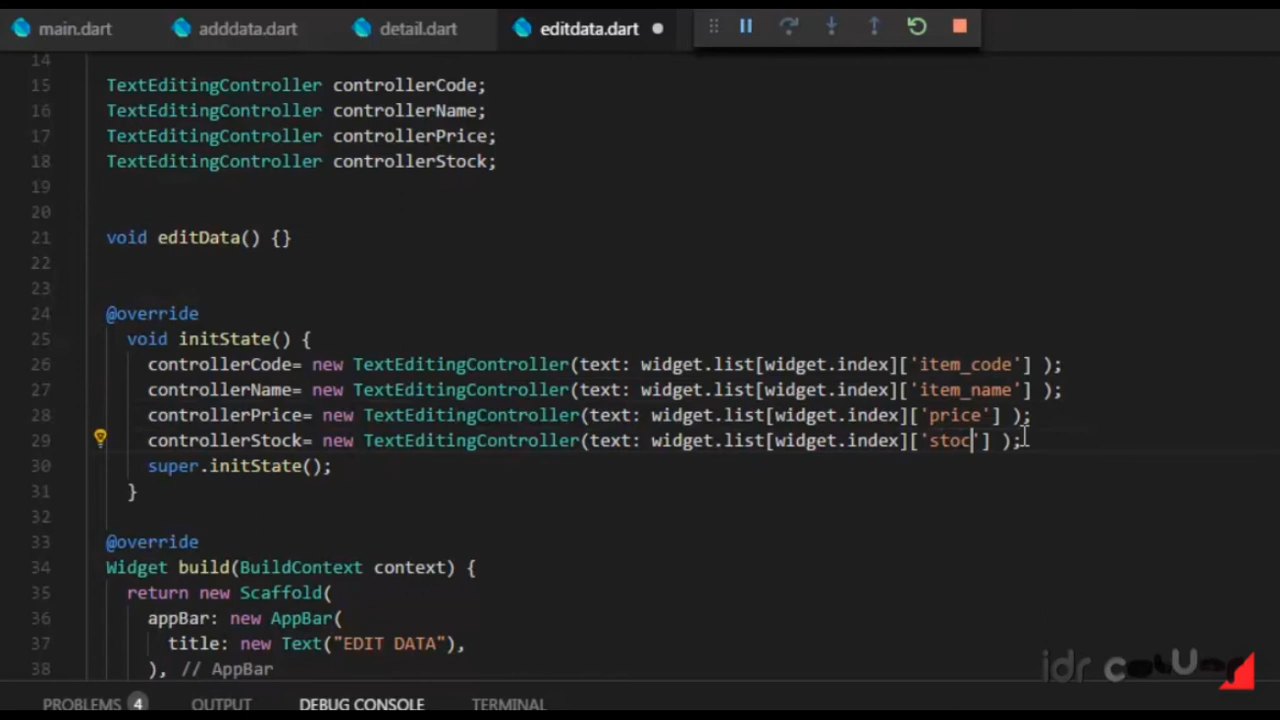 main.dart adddata.dart detail.dart editdata.dart
14
15 TextEditingController controllerCode;
16 TextEditingController controllerName;
17 TextEditingController controllerPrice;
18 TextEditingController controllerStock;
19
20
21 void editData() {}
22
23
24 @override
25 void initState() {
26 controllerCode= new TextEditingController(text: widget.list[widget.index]['item_code'] );
27 controllerName= new TextEditingController(text: widget.list[widget.index]['item_name'] );
28 controllerPrice= new TextEditingController(text: widget.list[widget.index]['price'] );
29 controllerStock= new TextEditingController(text: widget.list[widget.index]['stoc'] );
30 super.initState();
31 }
32
33 @override
34 Widget build(BuildContext context) {
35 return new Scaffold(
36 appBar: new AppBar(
37 title: new Text("EDIT DATA"),
38 ), // AppBar
idr
PROBLEMS 4 OUTPUT DEBUG CONSOLE TERMINAL